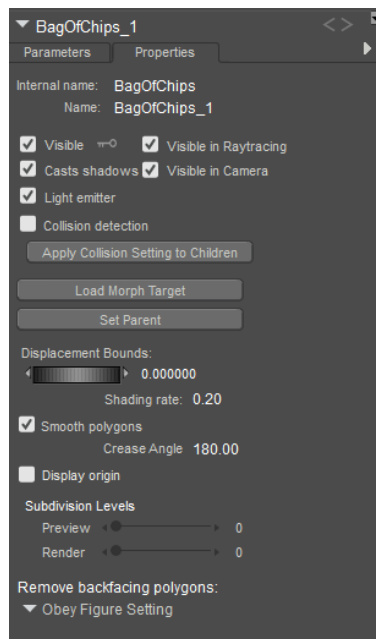 BagOfChips_1
Parameters Properties
Internal name: BagOfChips
Name: BagOfChips_1
Visible Visible in Raytracing
Casts shadows Visible in Camera
Light emitter
Collision detection
Apply Collision Setting to Children
Load Morph Target
Set Parent
Displacement Bounds:
0.000000
Shading rate: 0.20
Smooth polygons
Crease Angle 180.00
Display origin
Subdivision Levels
Preview 0
Render 0
Remove backfacing polygons:
Obey Figure Setting